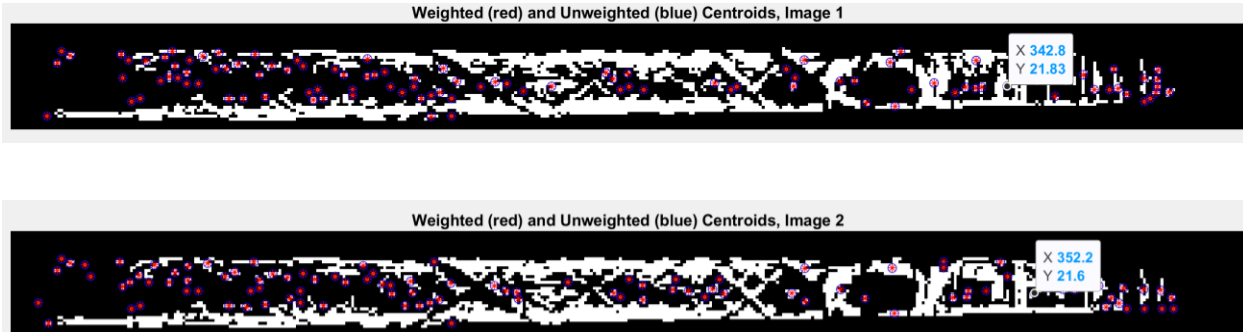 Weighted (red) and Unweighted (blue) Centroids, Image 1
X 342.8
Y 21.83
Weighted (red) and Unweighted (blue) Centroids, Image 2
X 352.2
Y 21.6